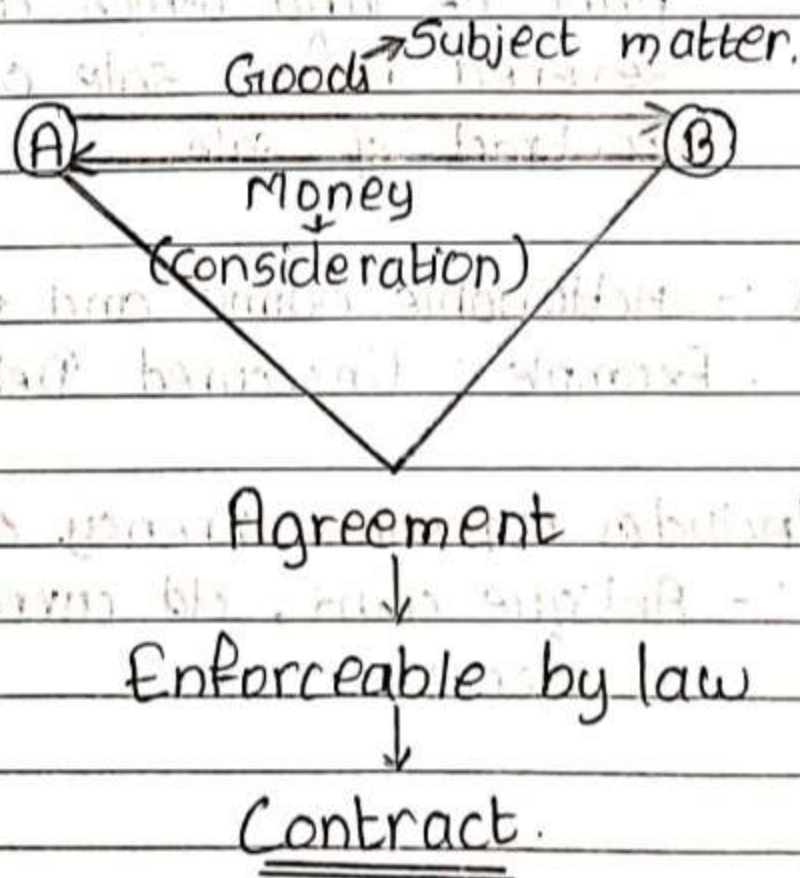 Goods → Subject matter.
A B
Money
(consideration)
Agreement
Enforceable by law
Contract.